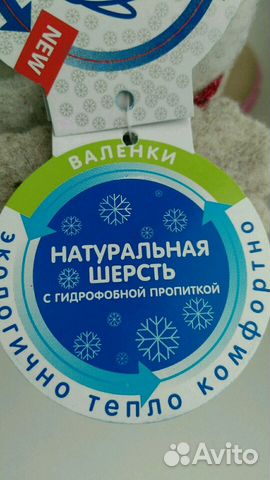 NEW
ВАЛЕНКИ
НАТУРАЛЬНАЯ
ШЕРСТЬ
С ГИДРОФОБНОЙ ПРОПИТКОЙ
ЭКОЛОГИЧНО ТЕПЛО КОМФОРТНО
Avito